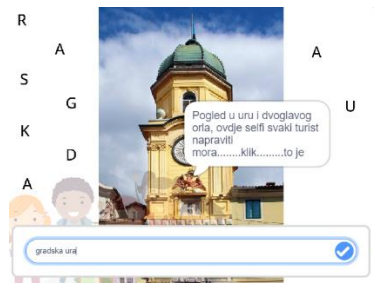 R
A
S
G
K
D
A
A
U
Pogled u uru i dvoglavog
orla, ovdje selfi svaki turist
napraviti
mora........klik.........to je
gradska ura